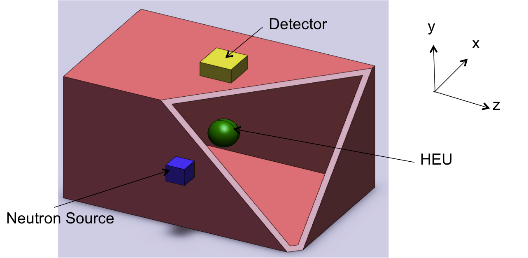 Detector
y
x
z
HEU
Neutron Source